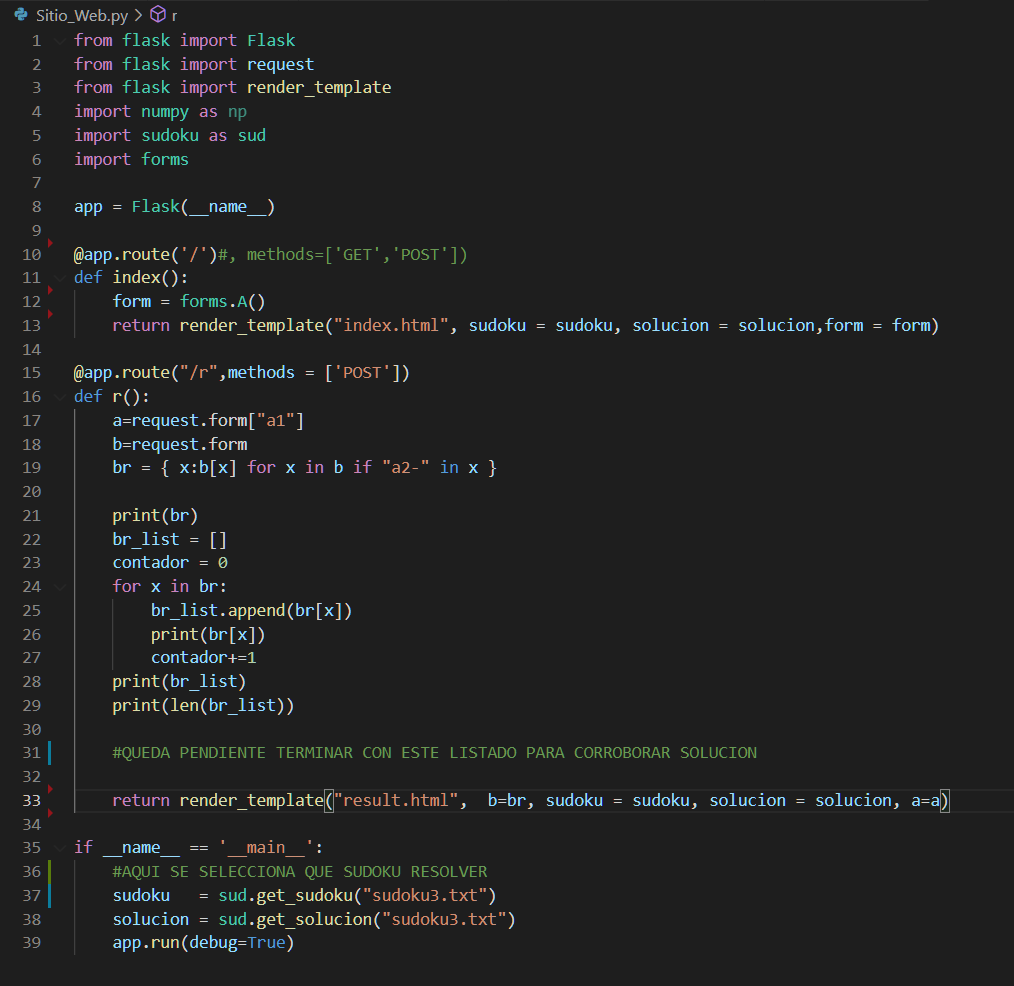 Sitio_Web.py > r
1 from flask import Flask
2 from flask import request
3 from flask import render_template
4 import numpy as np
5 import sudoku as sud
6 import forms
7
8 app = Flask(__name__)
9
10 @app.route('/')#, methods=['GET','POST'])
11 def index():
12     form = forms.A()
13     return render_template("index.html", sudoku = sudoku, solucion = solucion,form = form)
14
15 @app.route("/r",methods = ['POST'])
16 def r():
17     a=request.form["a1"]
18     b=request.form
19     br = { x:b[x] for x in b if "a2-" in x }
20
21     print(br)
22     br_list = []
23     contador = 0
24     for x in br:
25         br_list.append(br[x])
26         print(br[x])
27         contador+=1
28     print(br_list)
29     print(len(br_list))
30
31     #QUEDA PENDIENTE TERMINAR CON ESTE LISTADO PARA CORROBORAR SOLUCION
32
33     return render_template("result.html",  b=br, sudoku = sudoku, solucion = solucion, a=a)
34
35 if __name__ == '__main__':
36     #AQUI SE SELECCIONA QUE SUDOKU RESOLVER
37     sudoku   = sud.get_sudoku("sudoku3.txt")
38     solucion = sud.get_solucion("sudoku3.txt")
39     app.run(debug=True)